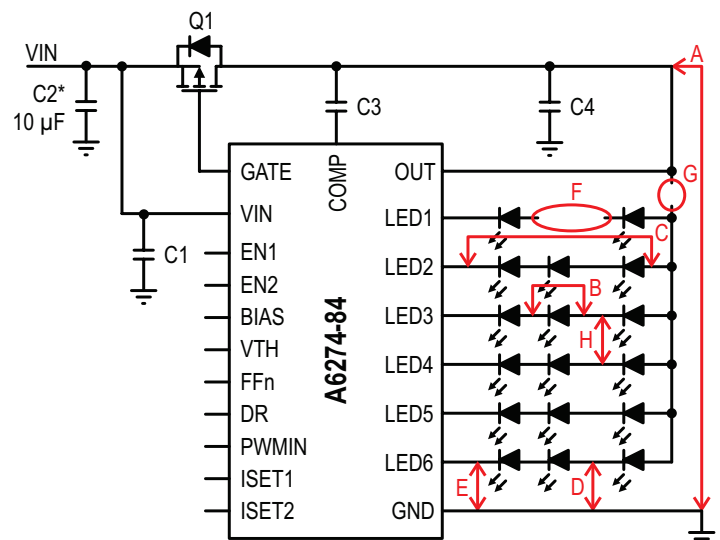 Q1
VIN
A
C2*
10 µF
C3
C4
GATE
COMP
OUT
G
VIN
LED1
F
C1
EN1
C
LED2
EN2
BIAS
A6274-84
LED3
B
VTH
H
FFn
LED4
DR
LED5
PWMIN
LED6
ISET1
E
D
ISET2
GND